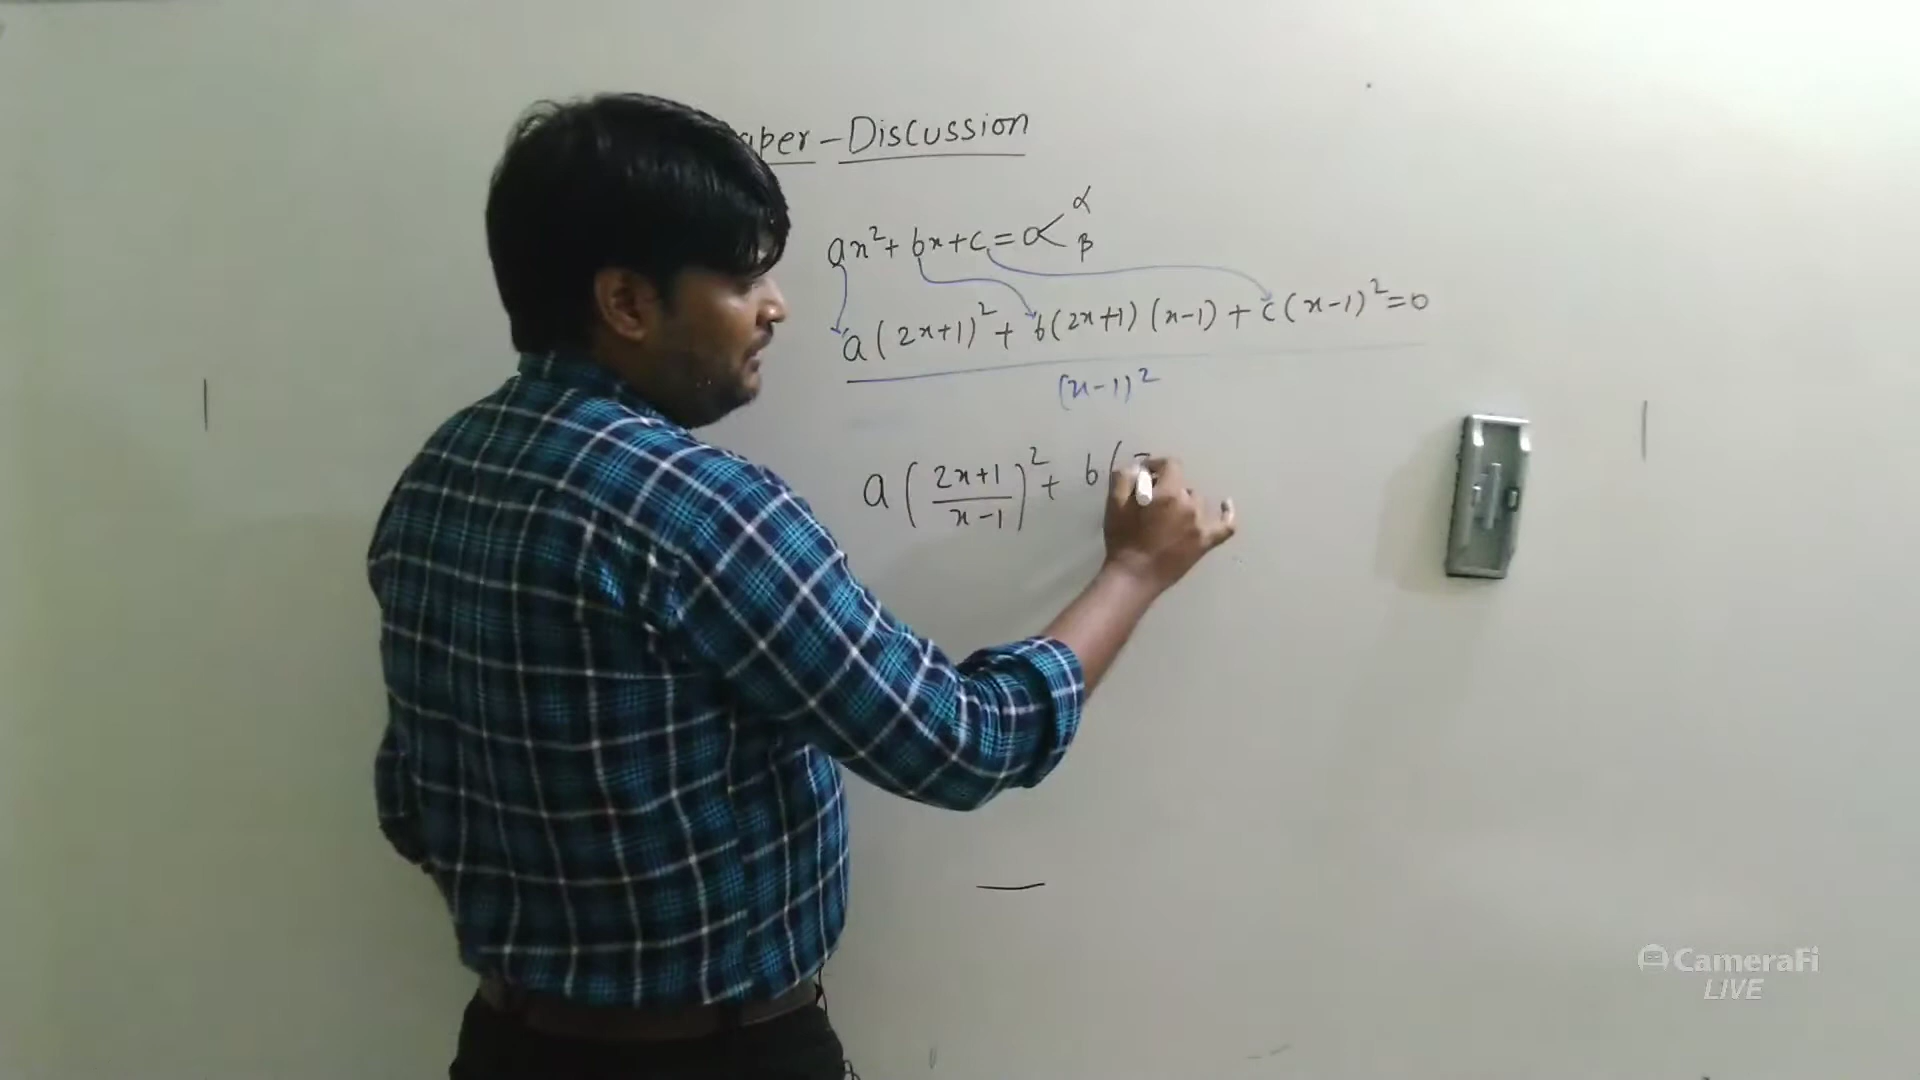 -Discussion
ax²+ bx+c=0 < α β
a(2x+1)²+ b(2x+1)(x-1)+c(x-1)²=0
(x-1)²
a((2x+1)/(x-1))²+ b(
CameraFi
LIVE